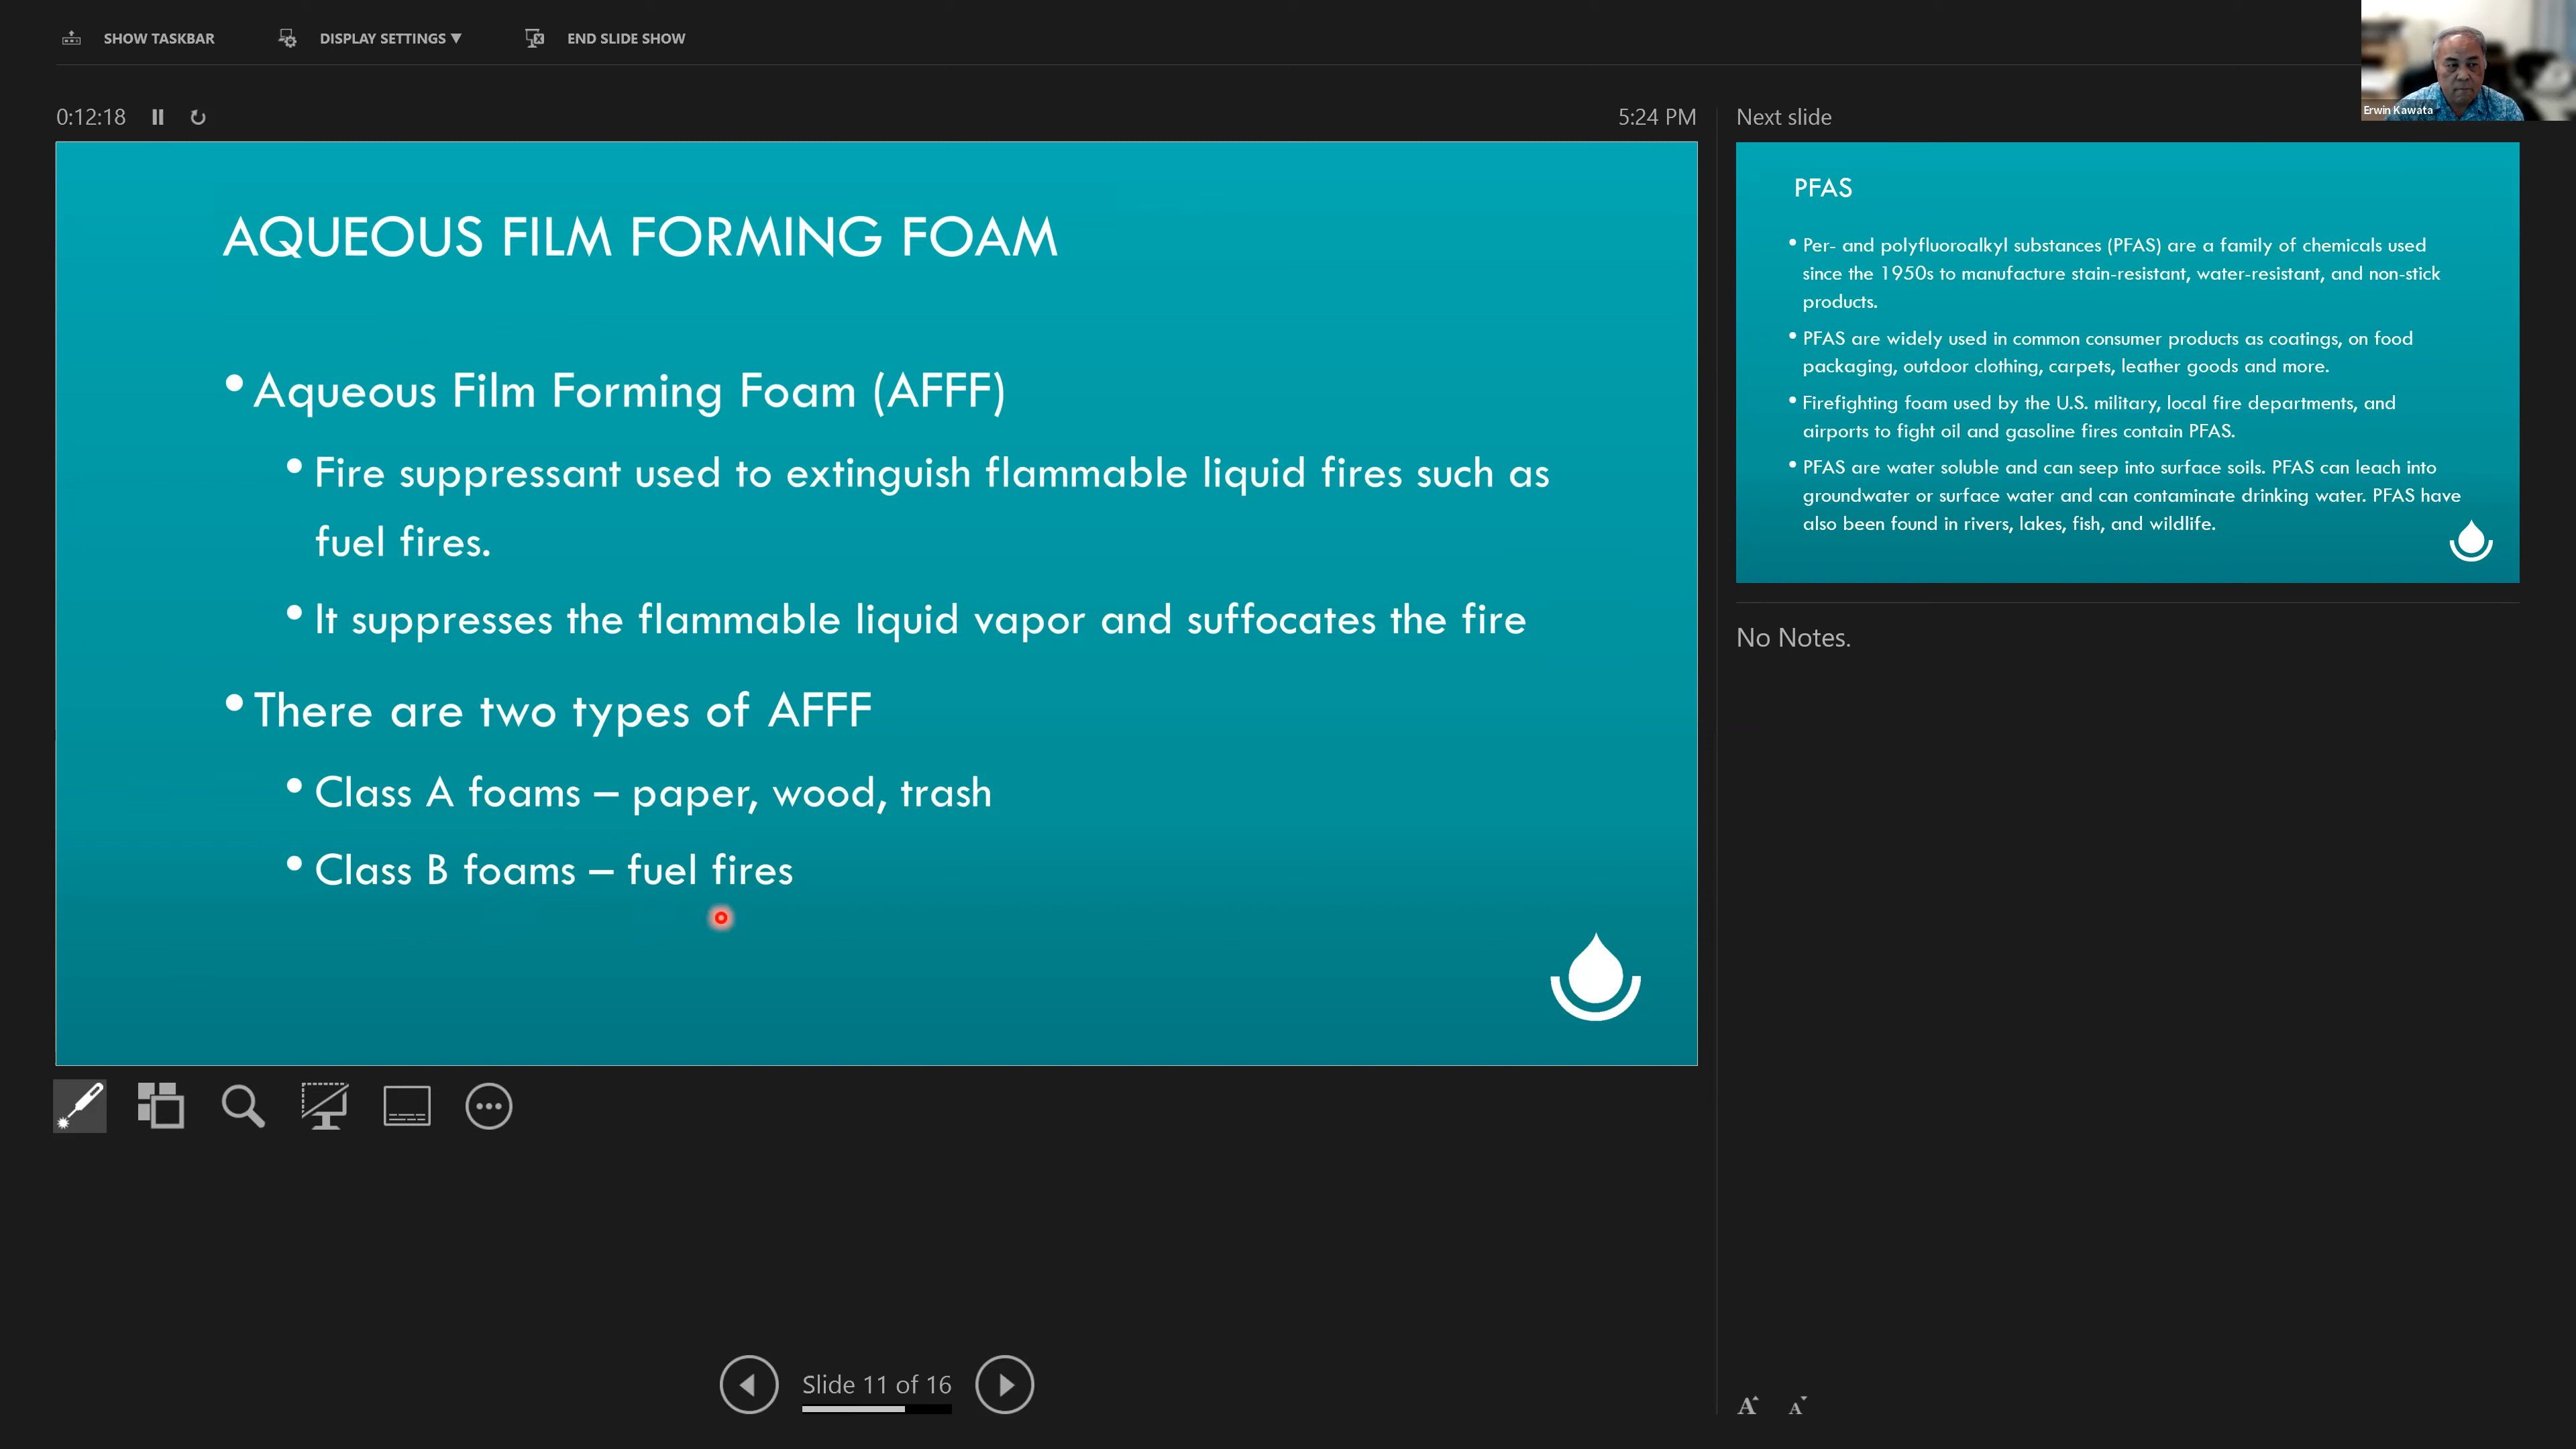 SHOW TASKBAR DISPLAY SETTINGS ▼ END SLIDE SHOW
Erwin Kawata
0:12:18 5:24 PM
AQUEOUS FILM FORMING FOAM
• Aqueous Film Forming Foam (AFFF)
• Fire suppressant used to extinguish flammable liquid fires such as
fuel fires.
• It suppresses the flammable liquid vapor and suffocates the fire
• There are two types of AFFF
• Class A foams – paper, wood, trash
• Class B foams – fuel fires
Slide 11 of 16
Next slide
PFAS
• Per- and polyfluoroalkyl substances (PFAS) are a family of chemicals used
since the 1950s to manufacture stain-resistant, water-resistant, and non-stick
products.
• PFAS are widely used in common consumer products as coatings, on food
packaging, outdoor clothing, carpets, leather goods and more.
• Firefighting foam used by the U.S. military, local fire departments, and
airports to fight oil and gasoline fires contain PFAS.
• PFAS are water soluble and can seep into surface soils. PFAS can leach into
groundwater or surface water and can contaminate drinking water. PFAS have
also been found in rivers, lakes, fish, and wildlife.
No Notes.
A A